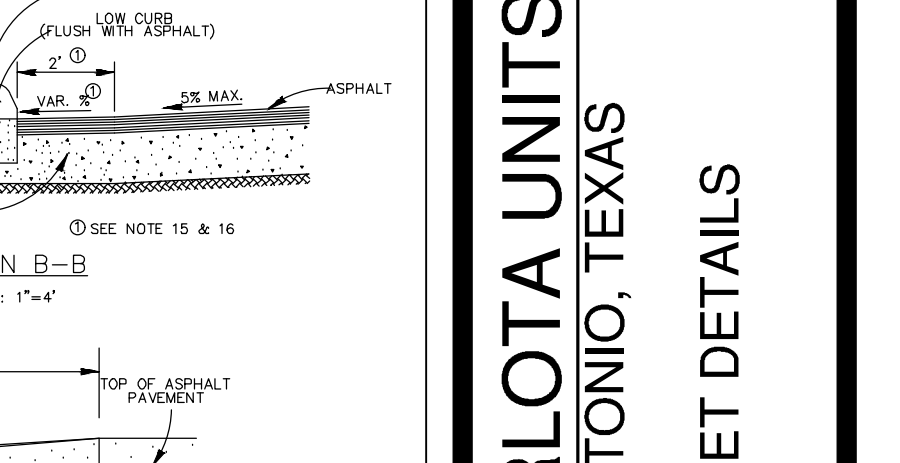 LOW CURB
(FLUSH WITH ASPHALT)
2' ①
VAR. % ①
5% MAX.
ASPHALT
① SEE NOTE 15 & 16
N B-B
: 1"=4'
TOP OF ASPHALT
PAVEMENT
RLOTA UNITS
TONIO, TEXAS
ET DETAILS